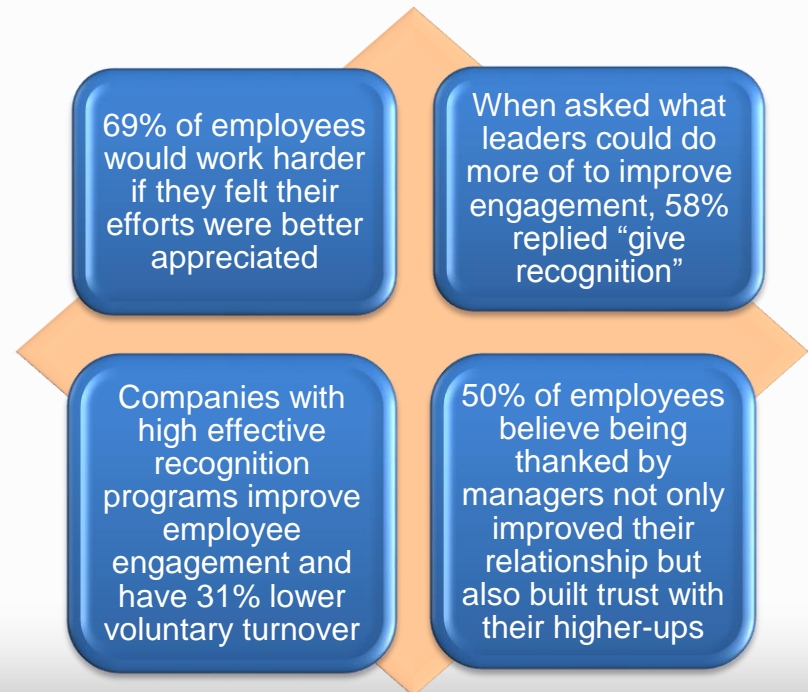 69% of employees
would work harder
if they felt their
efforts were better
appreciated
When asked what
leaders could do
more of to improve
engagement, 58%
replied “give
recognition”
Companies with
high effective
recognition
programs improve
employee
engagement and
have 31% lower
voluntary turnover
50% of employees
believe being
thanked by
managers not only
improved their
relationship but
also built trust with
their higher-ups